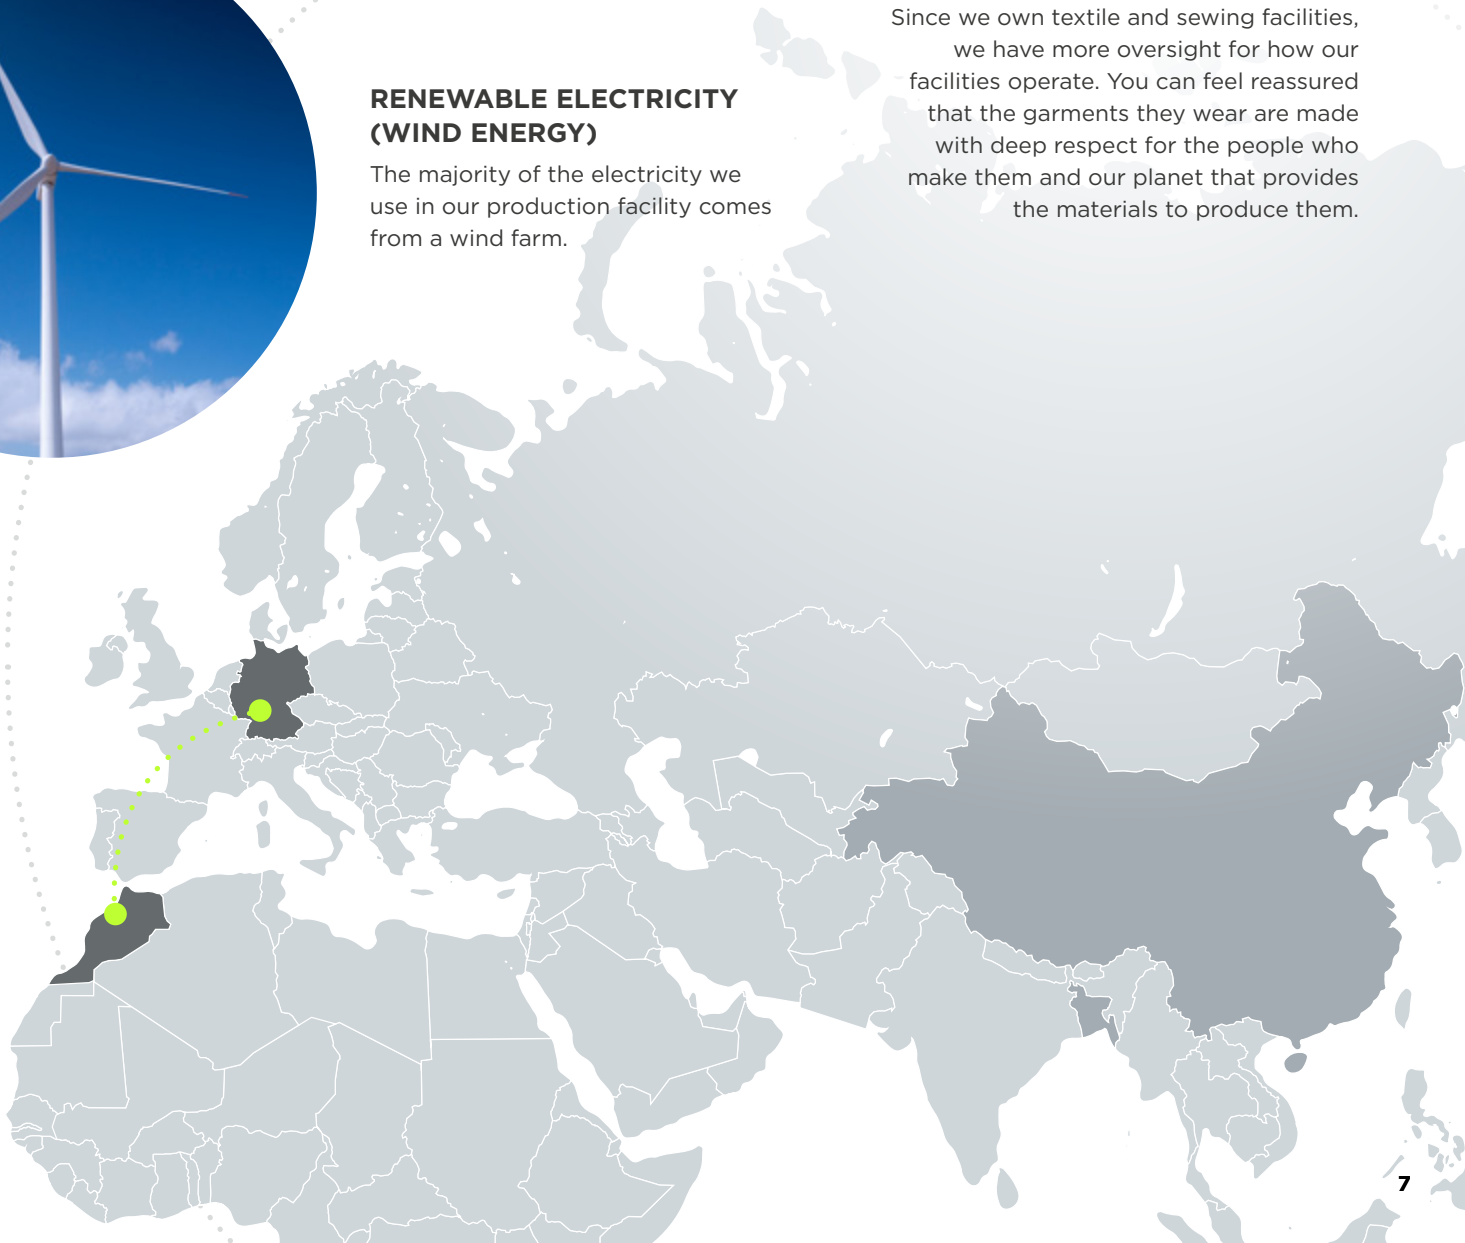 RENEWABLE ELECTRICITY
(WIND ENERGY)
The majority of the electricity we
use in our production facility comes
from a wind farm.
Since we own textile and sewing facilities,
we have more oversight for how our
facilities operate. You can feel reassured
that the garments they wear are made
with deep respect for the people who
make them and our planet that provides
the materials to produce them.
7